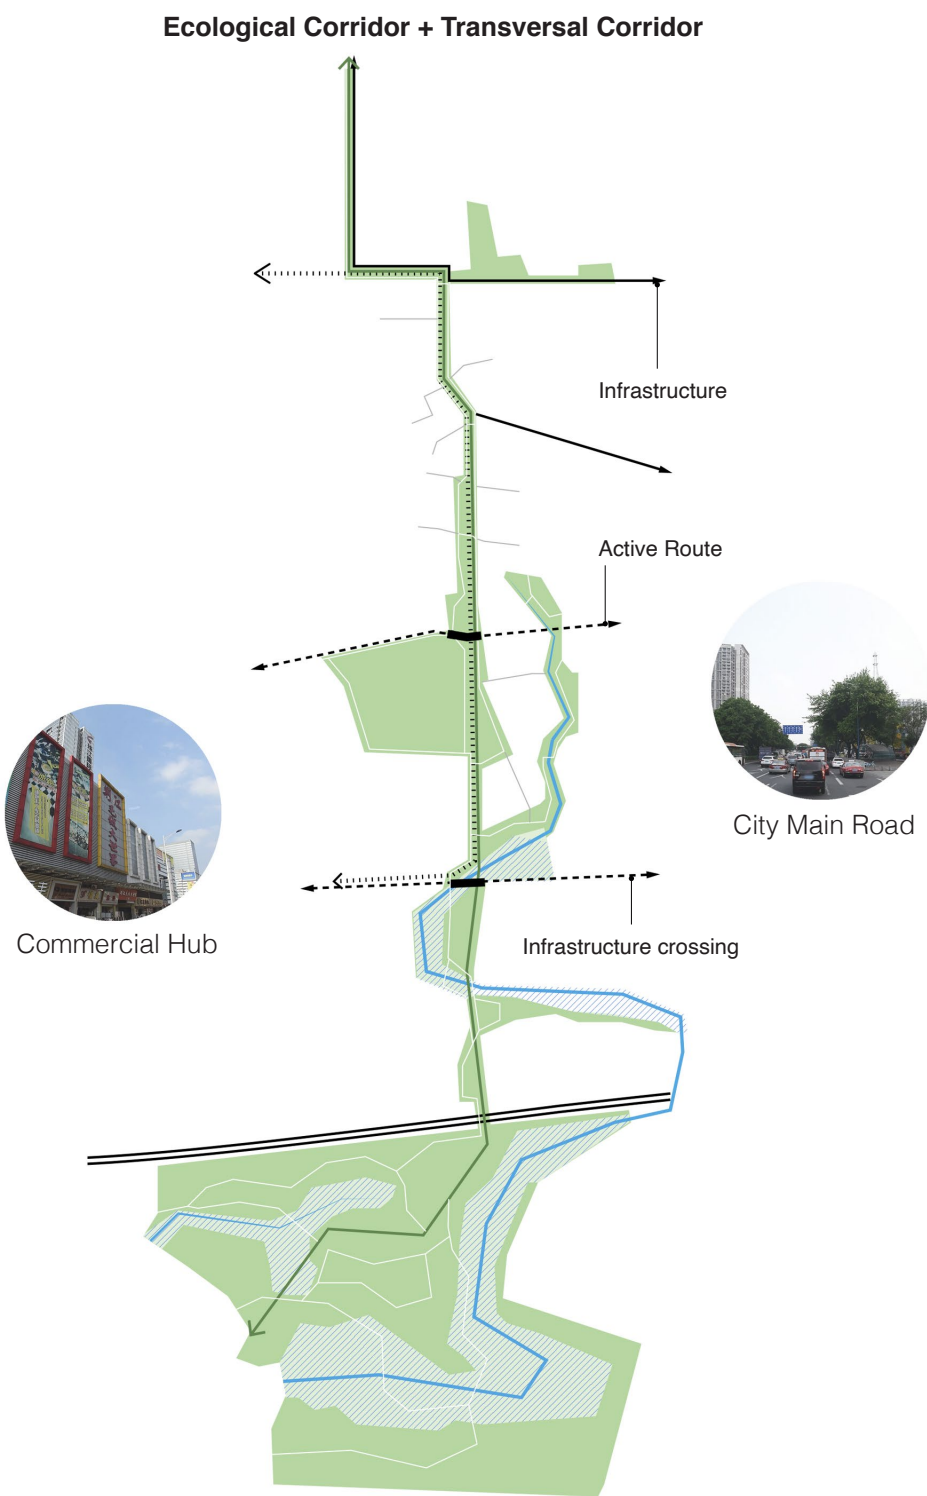 Ecological Corridor + Transversal Corridor
Infrastructure
Active Route
City Main Road
Commercial Hub
Infrastructure crossing